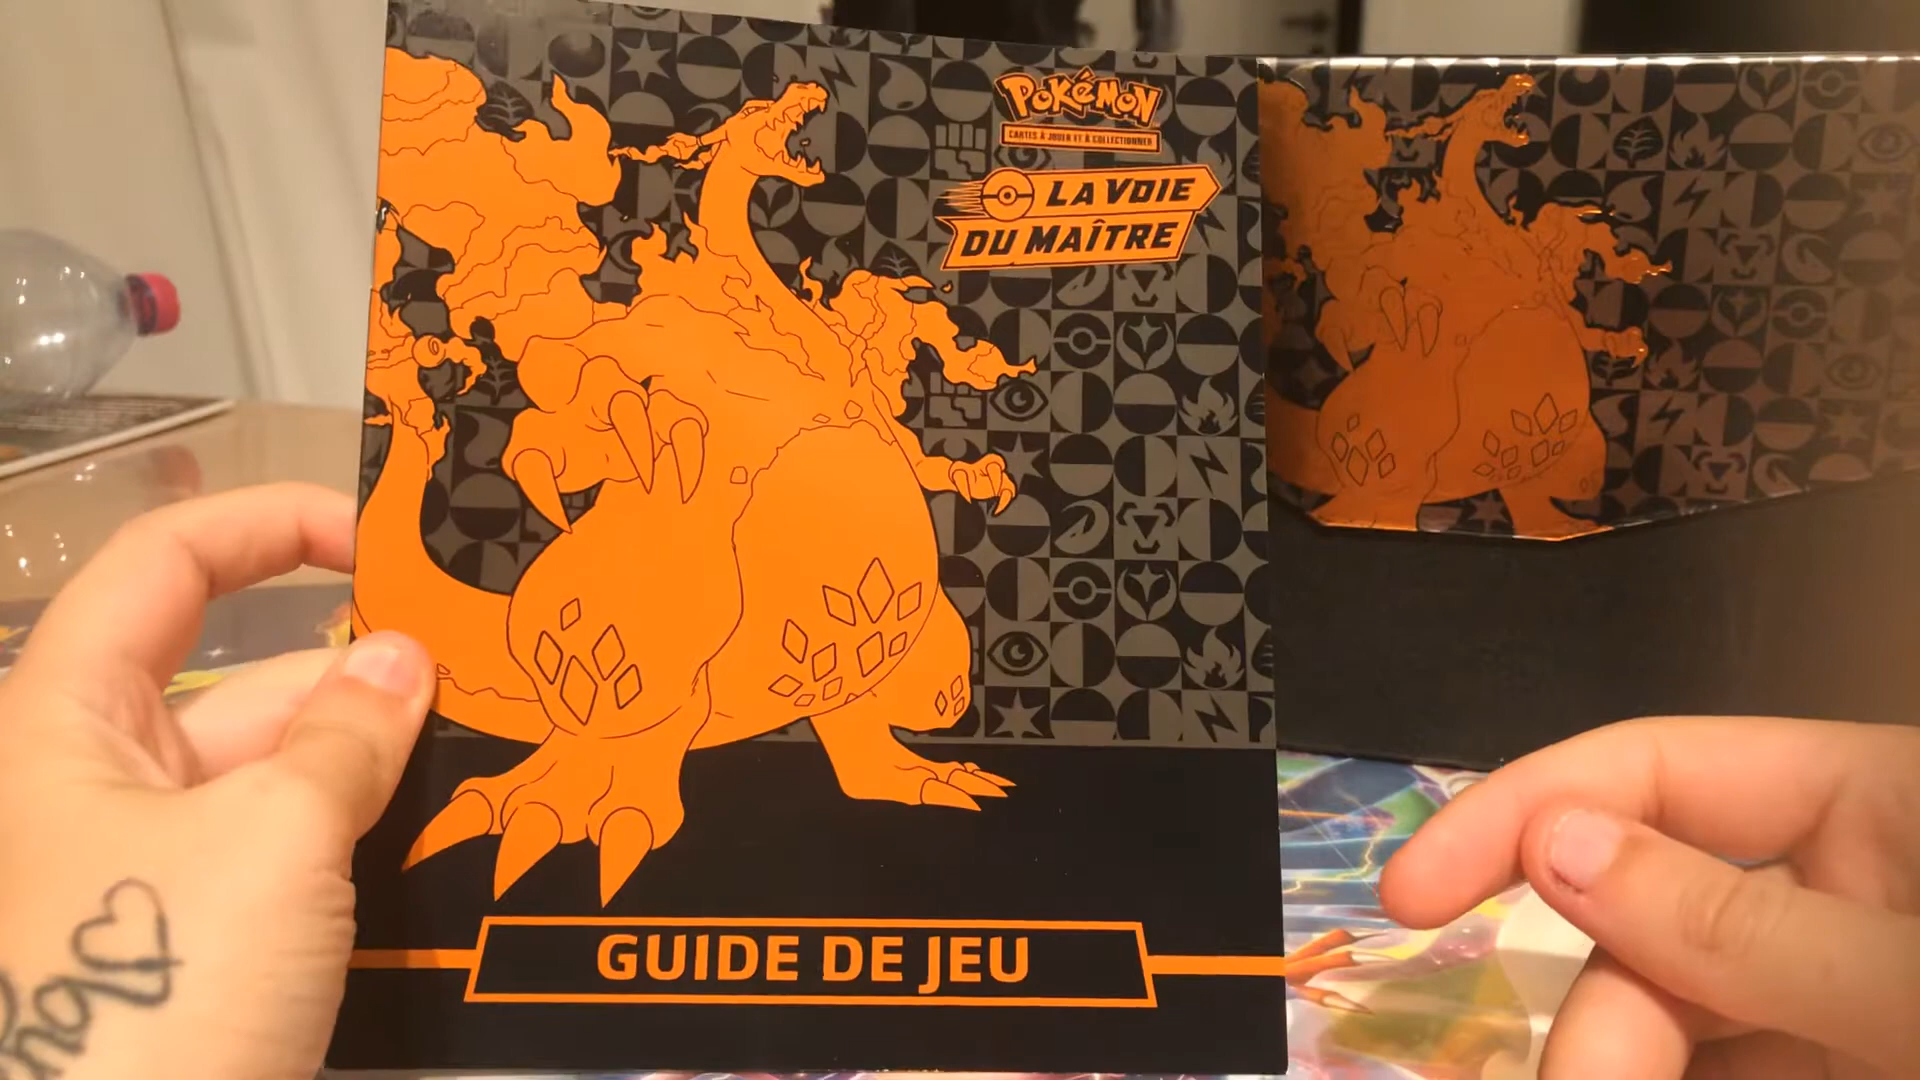 POKÉMON
CARTES À JOUER ET À COLLECTIONNER
LA VOIE
DU MAÎTRE
GUIDE DE JEU